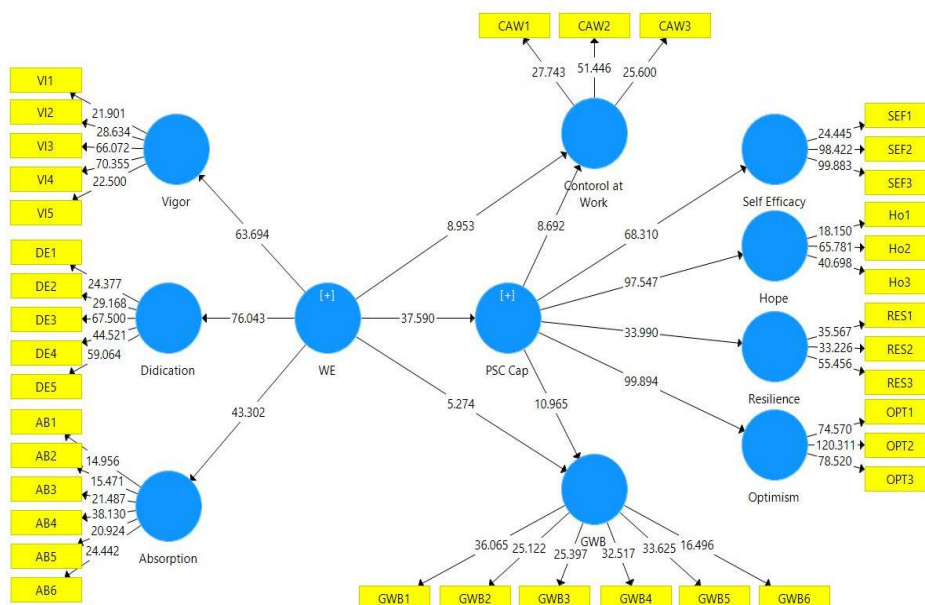 CAW1 CAW2 CAW3
27.743 51.446 25.600
Contorol at
Work
VI1
VI2
VI3
VI4
VI5
21.901
28.634
66.072
70.355
22.500
Vigor
63.694
DE1
DE2
DE3
DE4
DE5
24.377
29.168
67.500
44.521
59.064
Didication
76.043
AB1
AB2
AB3
AB4
AB5
AB6
14.956
15.471
21.487
38.130
20.924
24.442
Absorption
43.302
[+]
WE
8.953
37.590
5.274
[+]
PSC Cap
8.692
10.965
68.310
97.547
33.990
99.894
Self Efficacy
24.445
98.422
99.883
SEF1
SEF2
SEF3
Hope
18.150
65.781
40.698
Ho1
Ho2
Ho3
Resilience
35.567
33.226
55.456
RES1
RES2
RES3
Optimism
74.570
120.311
78.520
OPT1
OPT2
OPT3
GWB
36.065 25.122 25.397 32.517 33.625 16.496
GWB1 GWB2 GWB3 GWB4 GWB5 GWB6